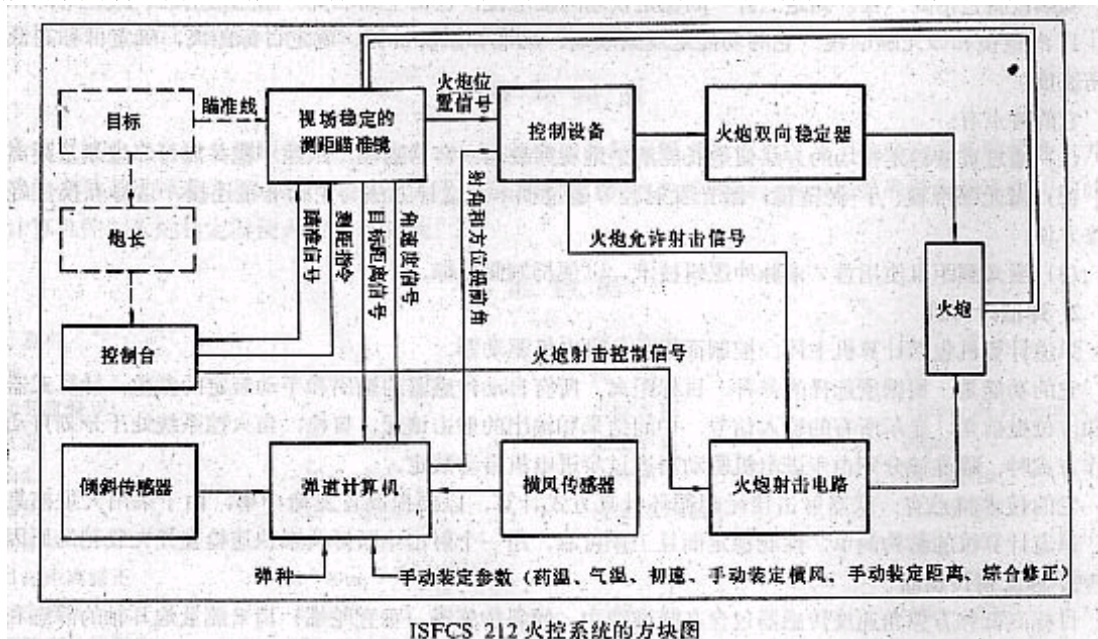 火炮位
置信号
瞄准线
目标
视场稳定的
测距瞄准镜
控制设备
火炮双向稳定器
炮长
瞄准信号
测距指令
目标距离信号
角速度信号
射角和方位提前角
火炮允许射击信号
火炮
控制台
火炮射击控制信号
倾斜传感器
弹道计算机
横风传感器
火炮射击电路
弹种
手动装定参数（药温、气温、初速、手动装定横风、手动装定距离、综合修正）
ISFCS 212 火控系统的方块图